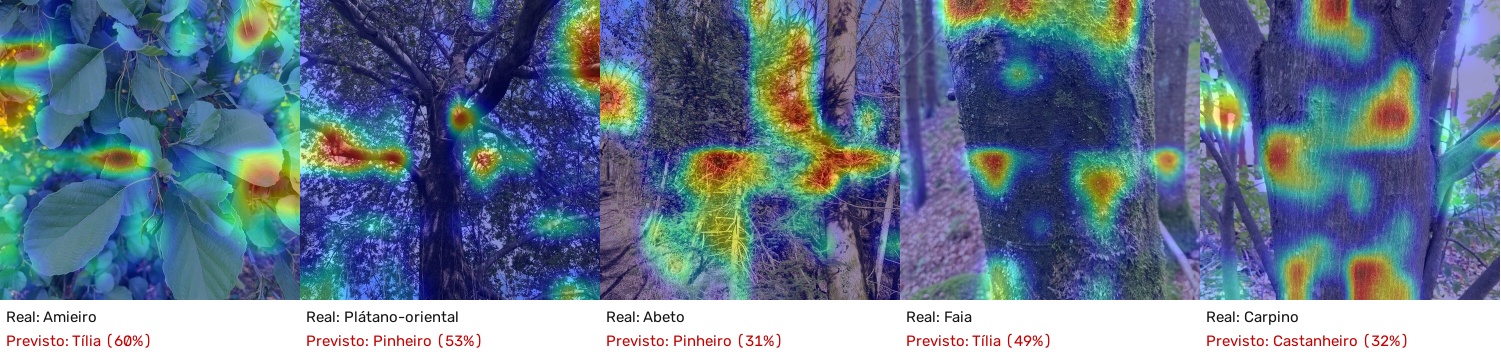 Real: Amieiro
Previsto: Tília (60%)
Real: Plátano-oriental
Previsto: Pinheiro (53%)
Real: Abeto
Previsto: Pinheiro (31%)
Real: Faia
Previsto: Tília (49%)
Real: Carpino
Previsto: Castanheiro (32%)